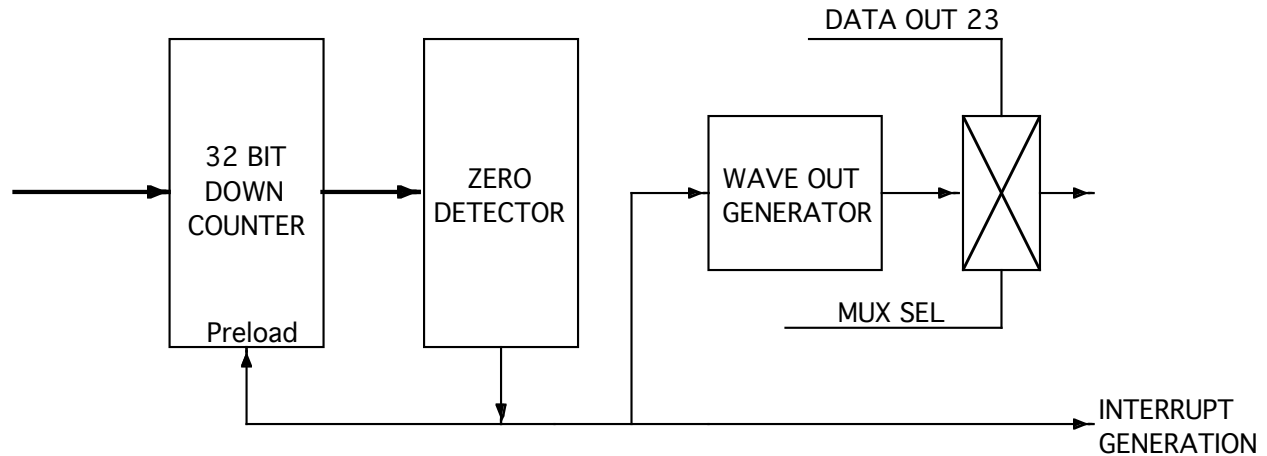 DATA OUT 23
32 BIT
DOWN
COUNTER
Preload
ZERO
DETECTOR
WAVE OUT
GENERATOR
MUX SEL
INTERRUPT
GENERATION